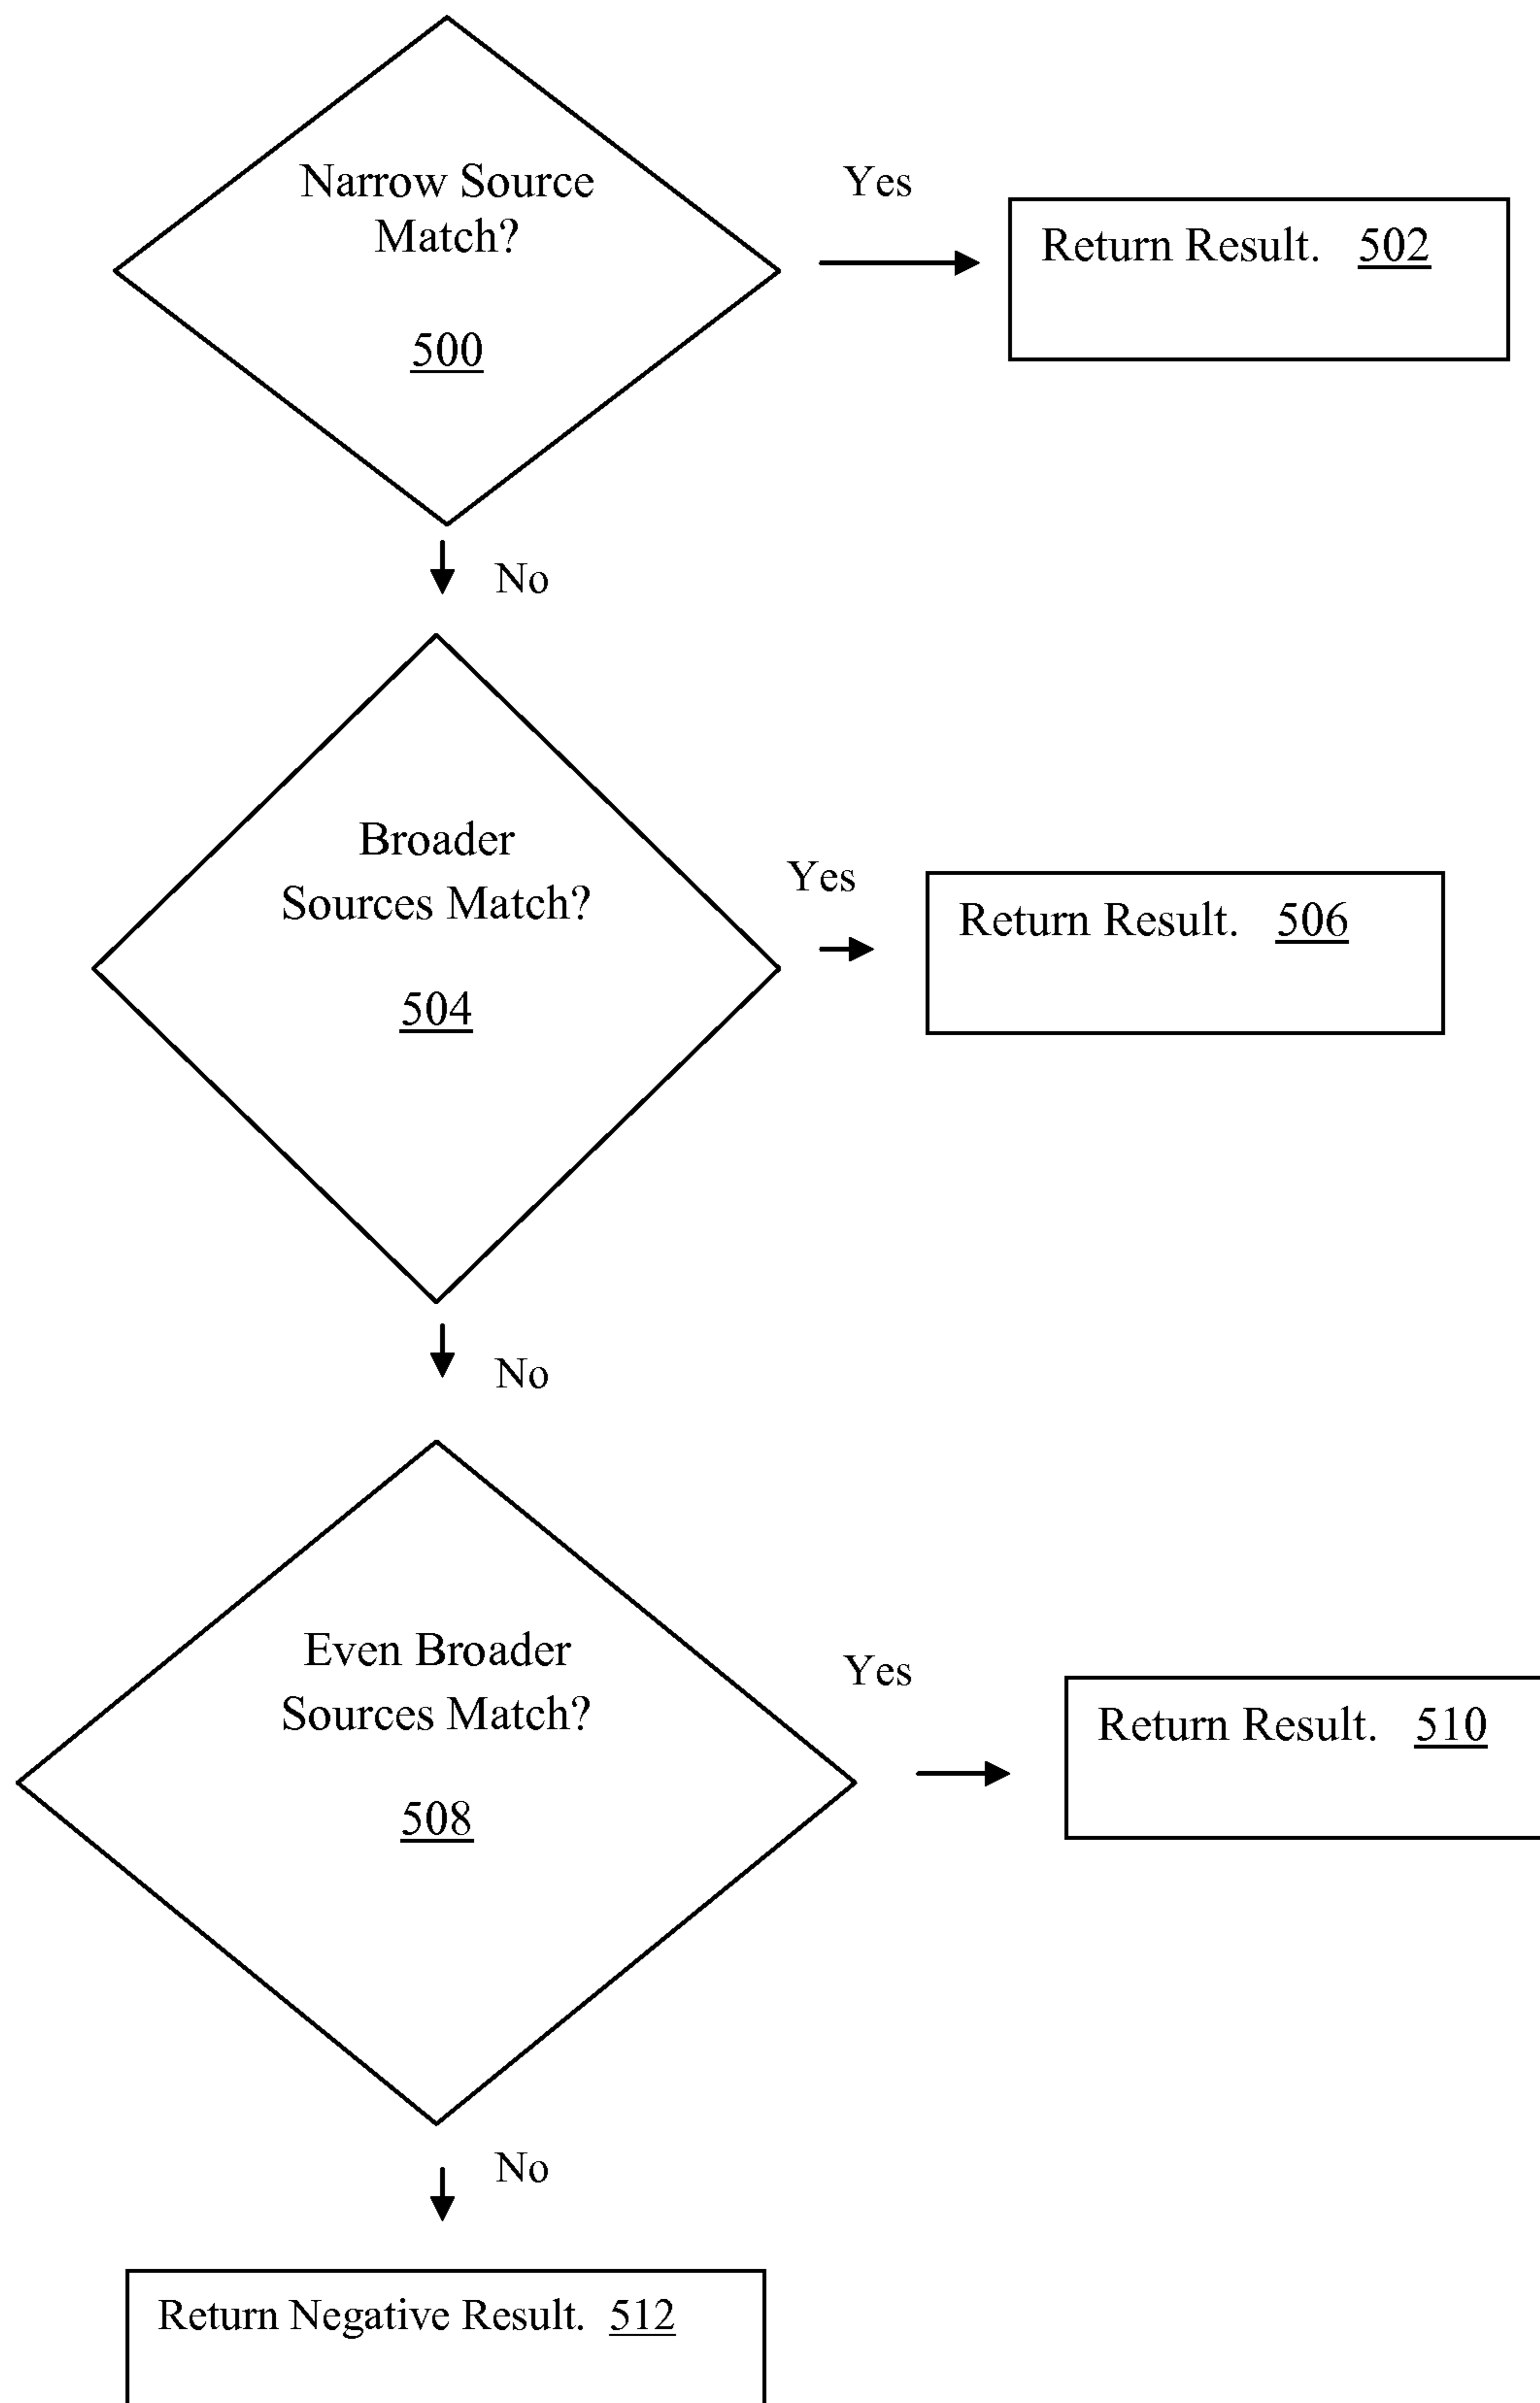 Narrow Source
Match?
500
Yes
Return Result. 502
No
Broader
Sources Match?
504
Yes
Return Result. 506
No
Even Broader
Sources Match?
508
Yes
Return Result. 510
No
Return Negative Result. 512